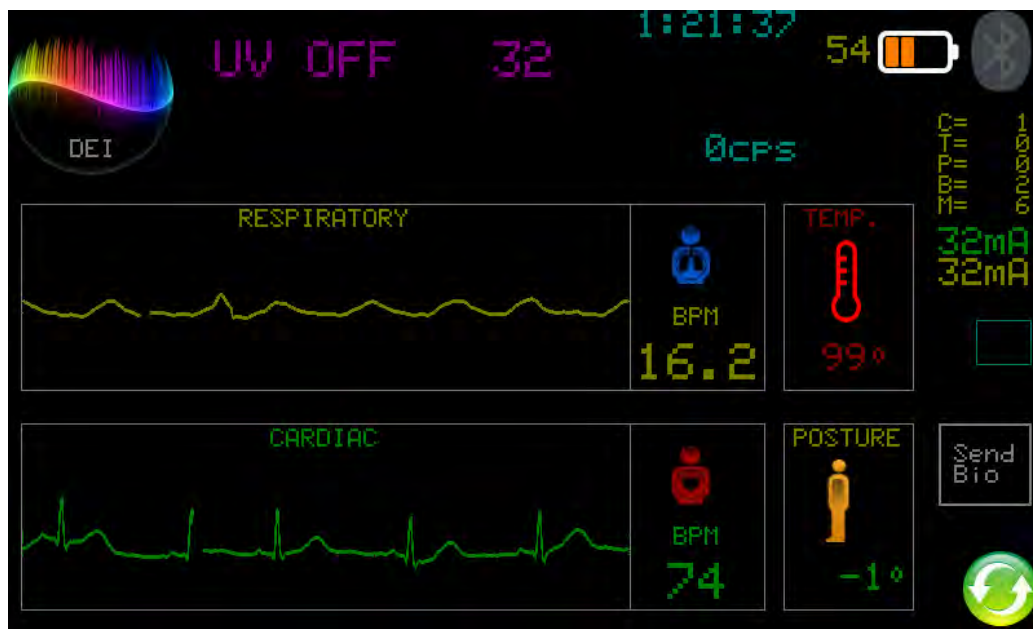 1:21:37
UV OFF 32
54
DEI
0cps
C= 1
T= 0
P= 0
B= 2
M= 6
32mA
32mA
RESPIRATORY
BPM
16.2
TEMP.
99°
CARDIAC
BPM
74
POSTURE
-1°
Send
Bio